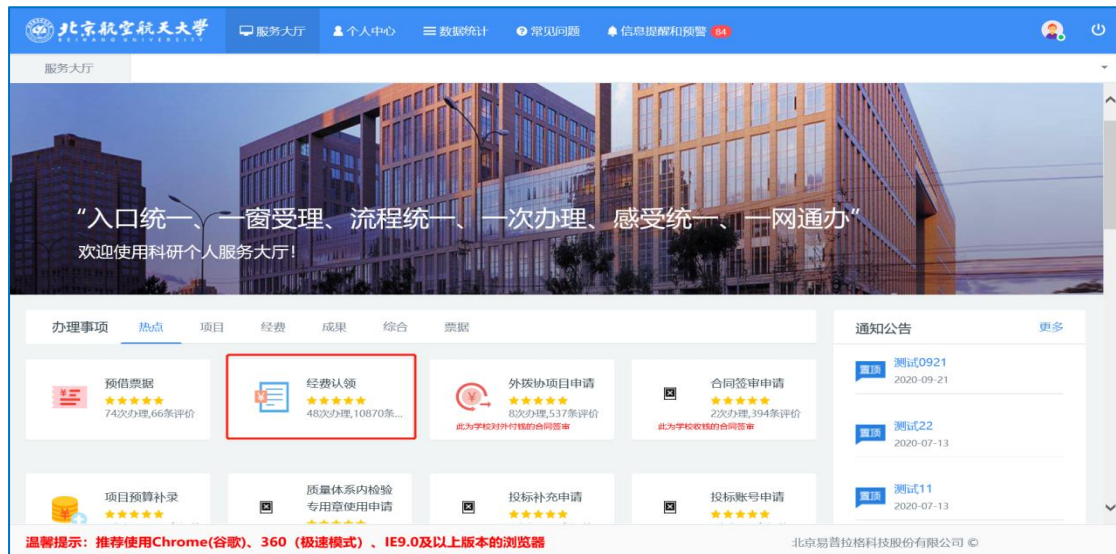 北京航空航天大学
BEIHANG UNIVERSITY
服务大厅
个人中心
数据统计
常见问题
信息提醒和预警 84
服务大厅
“入口统一、一窗受理、流程统一、一次办理、感受统一、一网通办”
欢迎使用科研个人服务大厅!
办理事项 热点 项目 经费 成果 综合 票据
预借票据
74次办理,66条评价
经费认领
48次办理,10870条...
外拨协项目申请
8次办理,537条评价
此为学校对外付钱的合同签审
合同签审申请
2次办理,394条评价
此为学校收钱的合同签审
项目预算补录
质量体系内检验
专用章使用申请
投标补充申请
投标账号申请
通知公告 更多
置顶 测试0921
2020-09-21
置顶 测试22
2020-07-13
置顶 测试11
2020-07-13
温馨提示：推荐使用Chrome(谷歌)、360（极速模式）、IE9.0及以上版本的浏览器
北京易普拉格科技股份有限公司 ©